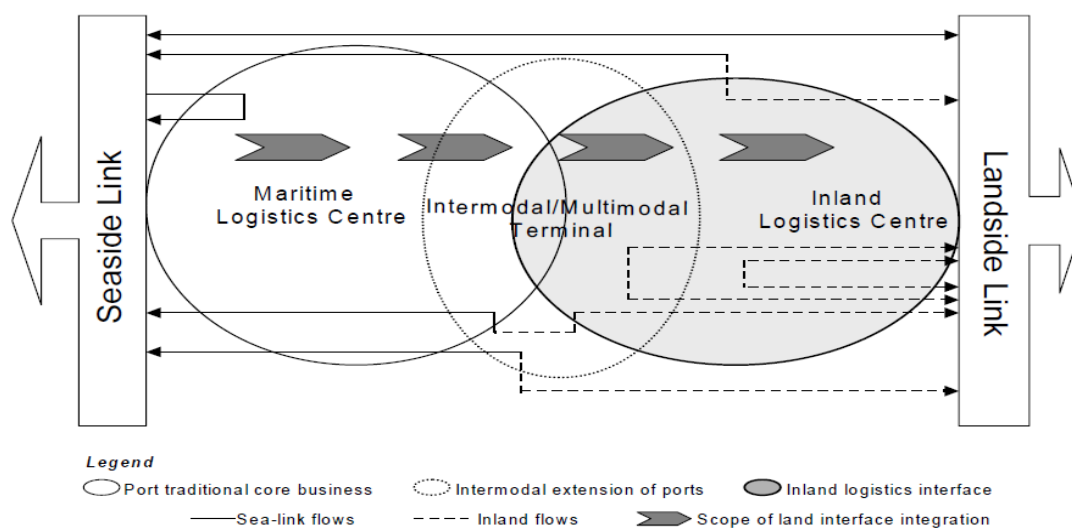 Seaside Link
Maritime
Logistics Centre
Intermodal/Multimodal
Terminal
Inland
Logistics Centre
Landside Link
Legend
Port traditional core business
Intermodal extension of ports
Inland logistics interface
Sea-link flows
Inland flows
Scope of land interface integration